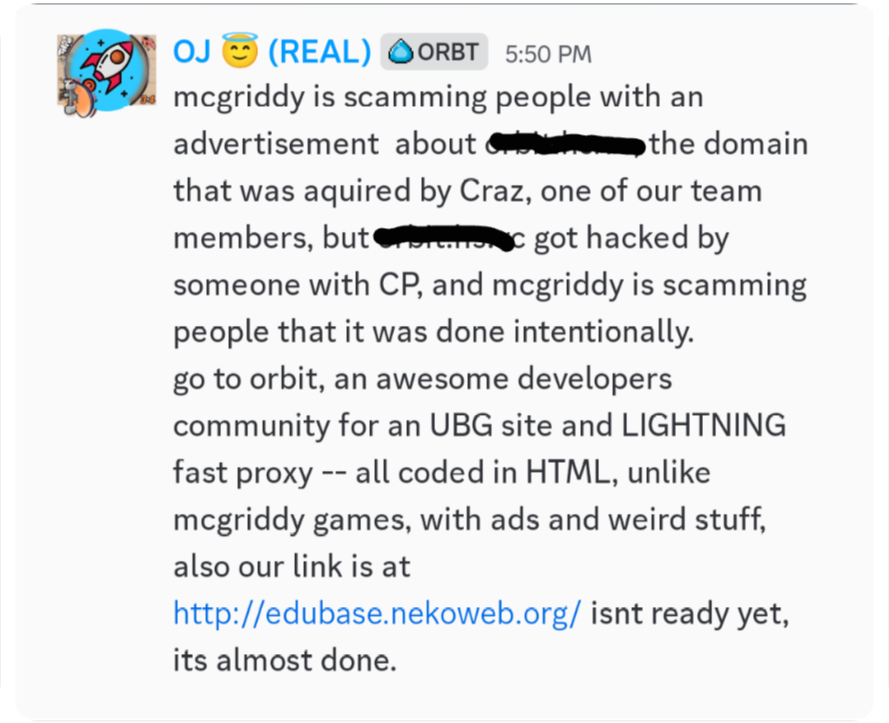 OJ 😇 (REAL) ORBT 5:50 PM
mcgriddy is scamming people with an
advertisement about the domain
that was aquired by Craz, one of our team
members, but got hacked by
someone with CP, and mcgriddy is scamming
people that it was done intentionally.
go to orbit, an awesome developers
community for an UBG site and LIGHTNING
fast proxy -- all coded in HTML, unlike
mcgriddy games, with ads and weird stuff,
also our link is at
http://edubase.nekoweb.org/ isnt ready yet,
its almost done.